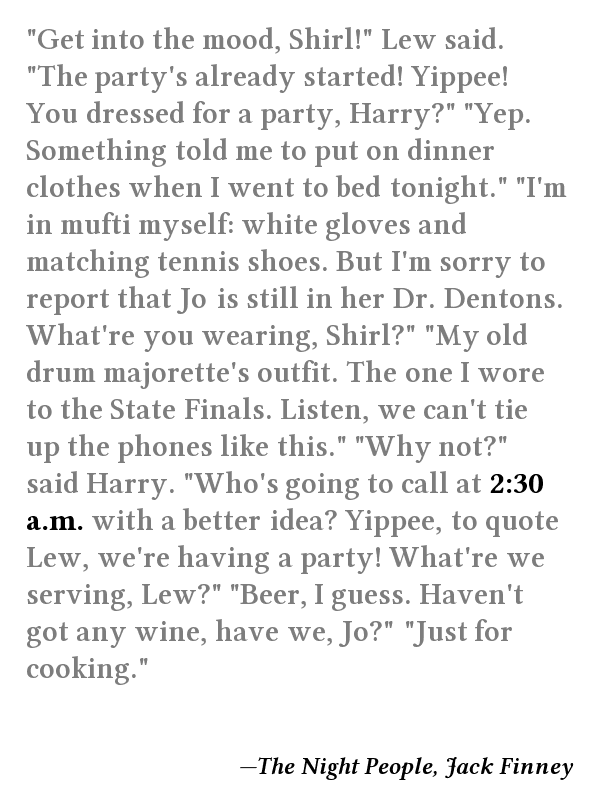 "Get into the mood, Shirl!" Lew said.
"The party's already started! Yippee!
You dressed for a party, Harry?" "Yep.
Something told me to put on dinner
clothes when I went to bed tonight." "I'm
in mufti myself: white gloves and
matching tennis shoes. But I'm sorry to
report that Jo is still in her Dr. Dentons.
What're you wearing, Shirl?" "My old
drum majorette's outfit. The one I wore
to the State Finals. Listen, we can't tie
up the phones like this." "Why not?"
said Harry. "Who's going to call at 2:30
a.m. with a better idea? Yippee, to quote
Lew, we're having a party! What're we
serving, Lew?" "Beer, I guess. Haven't
got any wine, have we, Jo?" "Just for
cooking."
—The Night People, Jack Finney